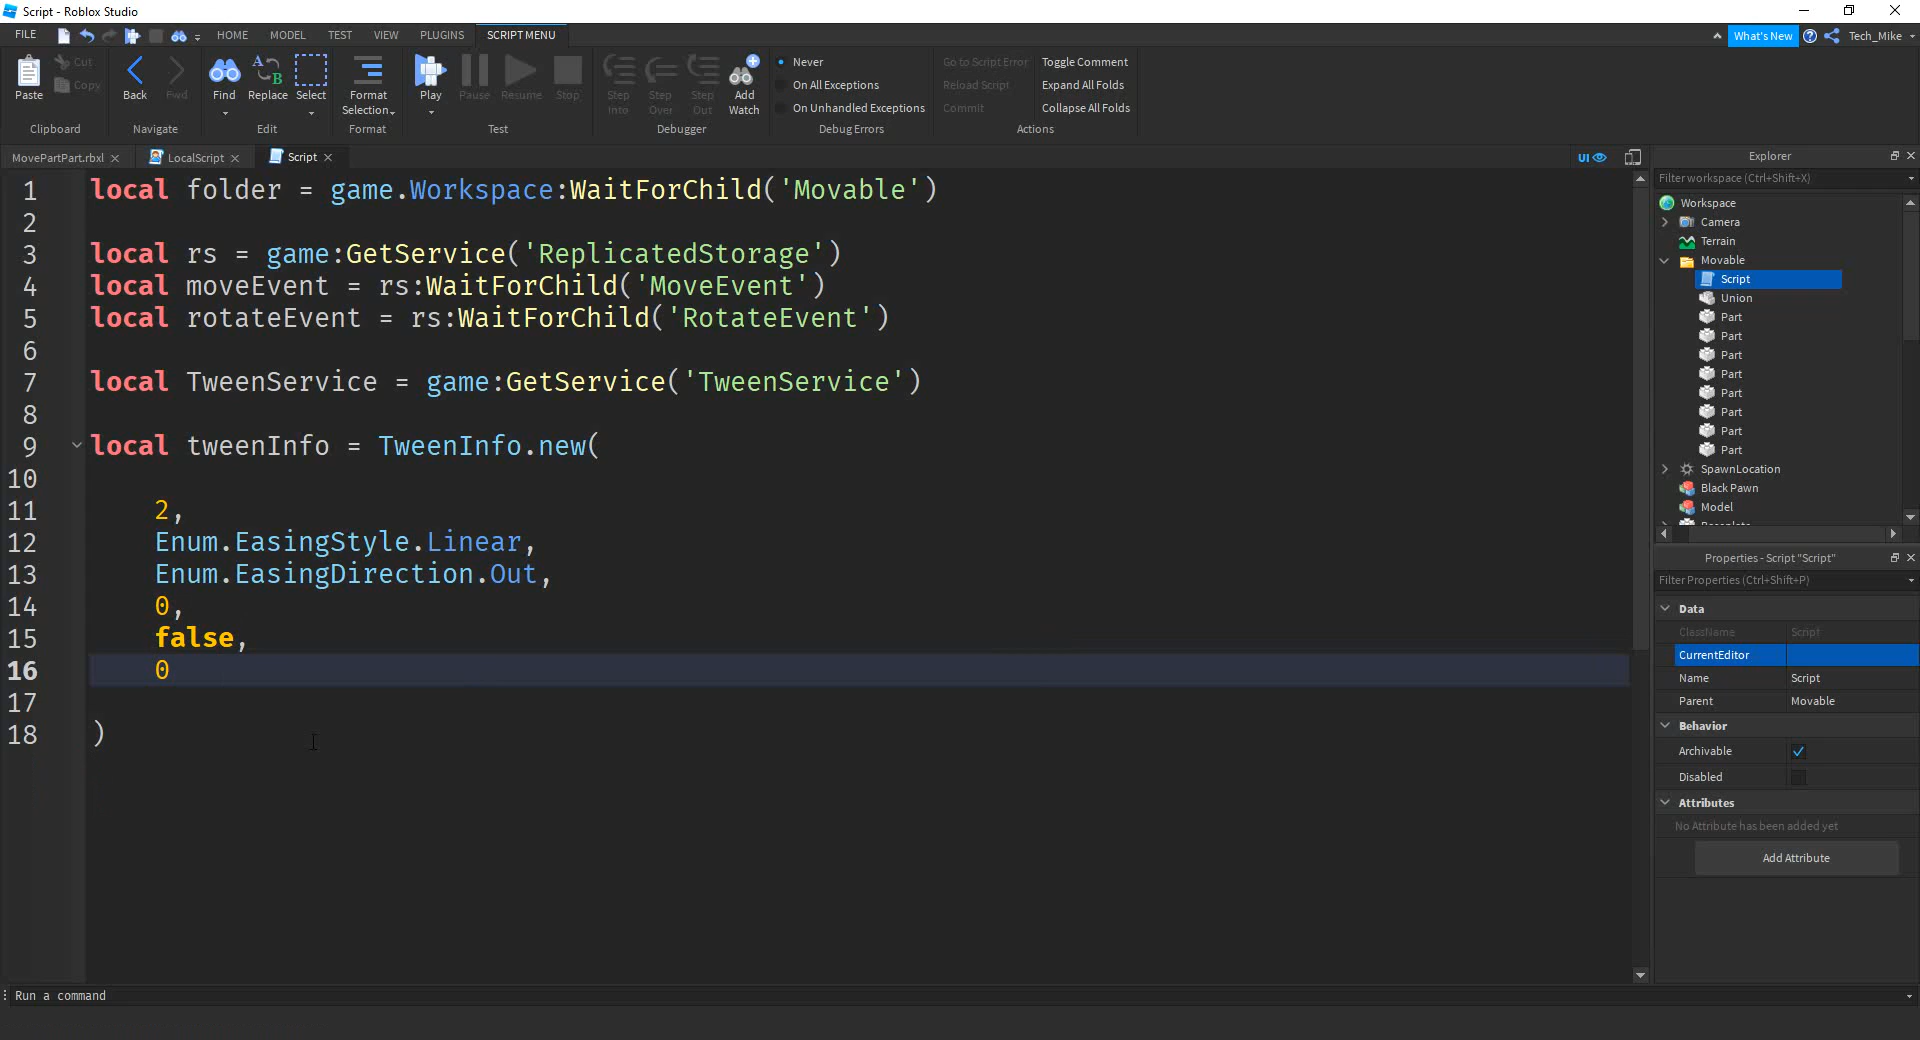 Script - Roblox Studio
FILE HOME MODEL TEST VIEW PLUGINS SCRIPT MENU What's New Tech_Mike
Paste Cut Copy
Clipboard
Back Fwd
Navigate
Find Replace Select
Edit
Format Selection
Format
Play Pause Resume Stop
Test
Step Into Step Over Step Out Add Watch
Debugger
Never
On All Exceptions
On Unhandled Exceptions
Debug Errors
Go to Script Error
Reload Script
Commit
Toggle Comment
Expand All Folds
Collapse All Folds
Actions
MovePartPart.rbxl LocalScript Script UI
1 local folder = game.Workspace:WaitForChild('Movable')
2
3 local rs = game:GetService('ReplicatedStorage')
4 local moveEvent = rs:WaitForChild('MoveEvent')
5 local rotateEvent = rs:WaitForChild('RotateEvent')
6
7 local TweenService = game:GetService('TweenService')
8
9 local tweenInfo = TweenInfo.new(
10
11 2,
12 Enum.EasingStyle.Linear,
13 Enum.EasingDirection.Out,
14 0,
15 false,
16 0
17
18 )
Explorer
Filter workspace (Ctrl+Shift+X)
Workspace
Camera
Terrain
Movable
Script
Union
Part
Part
Part
Part
Part
Part
Part
Part
SpawnLocation
Black Pawn
Model
Baseplate
Properties - Script "Script"
Filter Properties (Ctrl+Shift+P)
Data
ClassName Script
CurrentEditor
Name Script
Parent Movable
Behavior
Archivable
Disabled
Attributes
No Attribute has been added yet
Add Attribute
Run a command